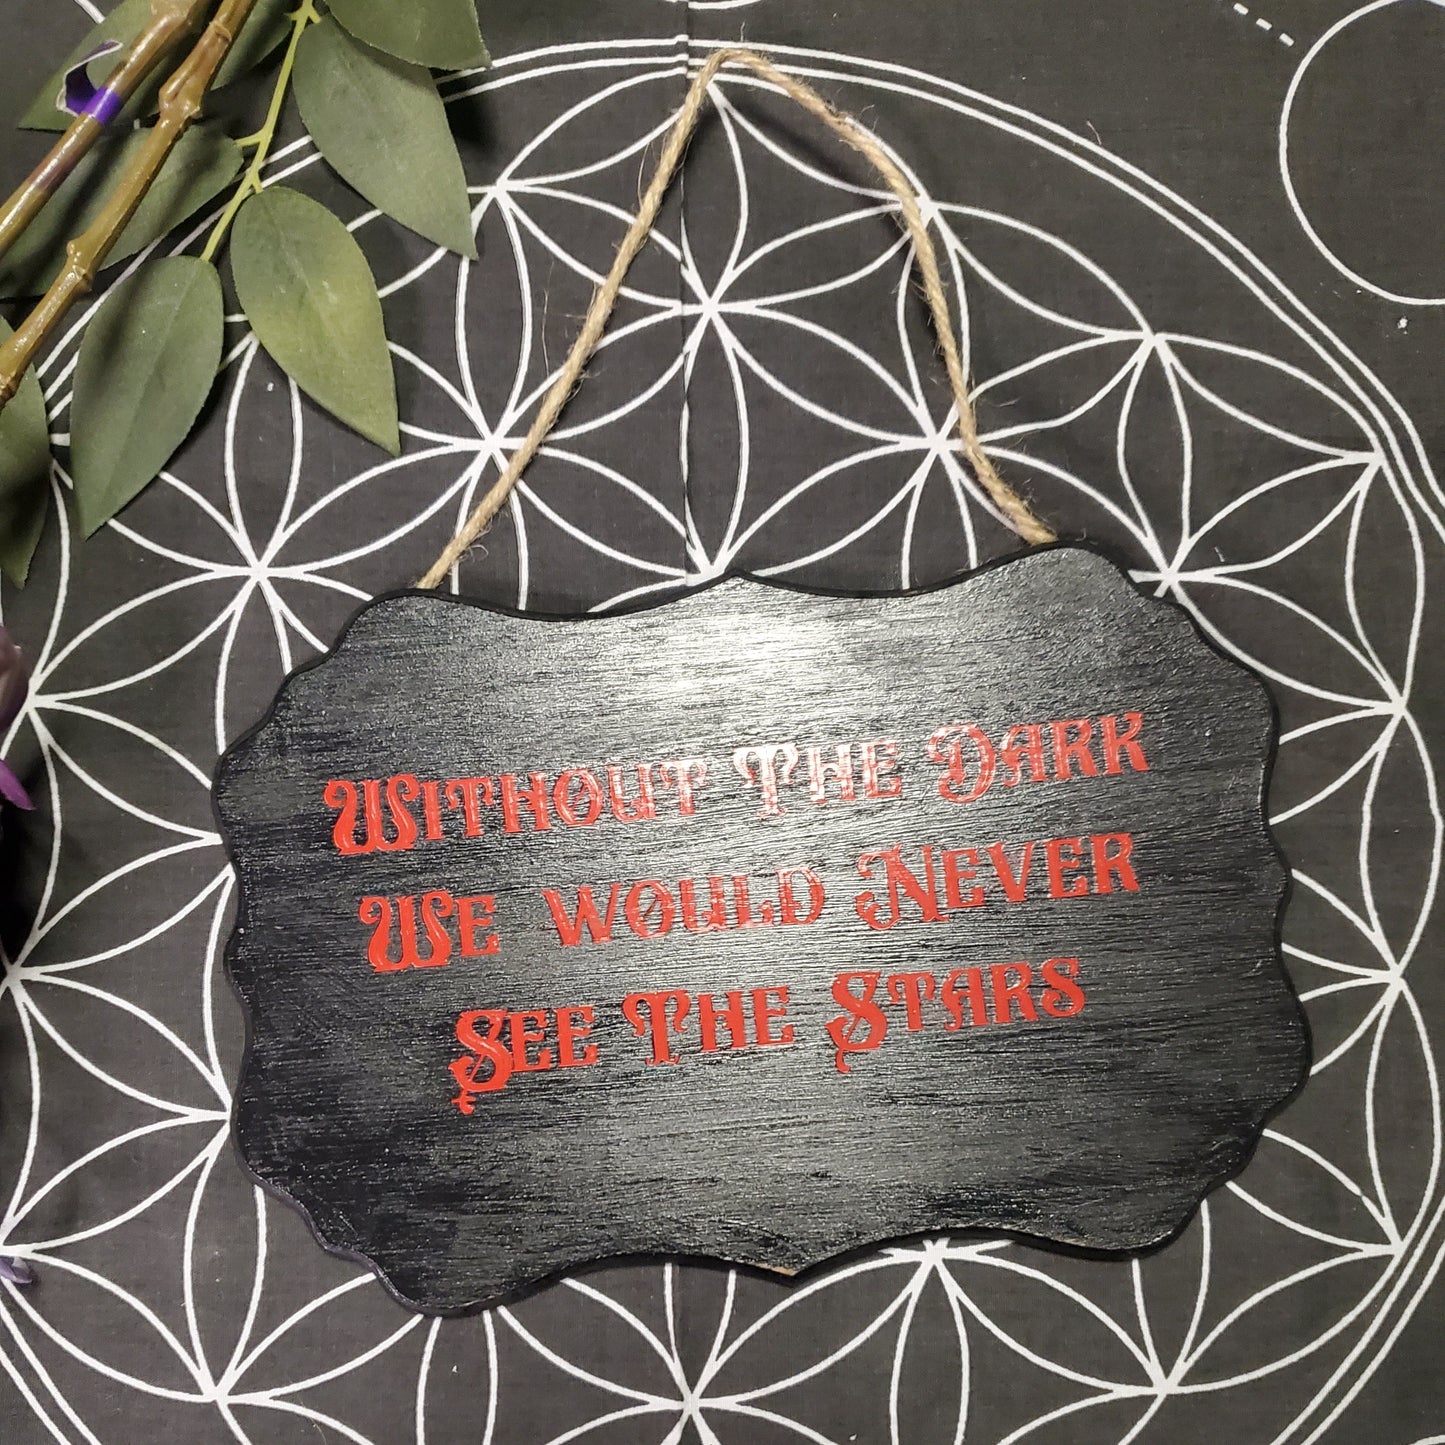 Without The Dark
We would Never
See The Stars